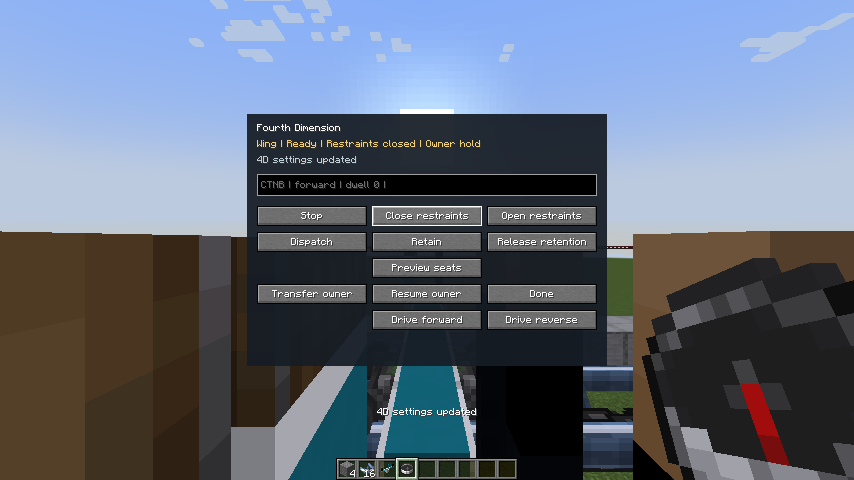 Fourth Dimension
Wing | Ready | Restraints closed | Owner hold
4D settings updated
CTNB | forward | dwell 0 |
Stop
Close restraints
Open restraints
Dispatch
Retain
Release retention
Preview seats
Transfer owner
Resume owner
Done
Drive forward
Drive reverse
4D settings updated
4
16